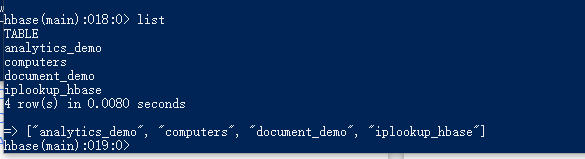 hbase(main):018:0> list
TABLE
analytics_demo
computers
document_demo
iplookup_hbase
4 row(s) in 0.0080 seconds
=> ["analytics_demo", "computers", "document_demo", "iplookup_hbase"]
hbase(main):019:0>